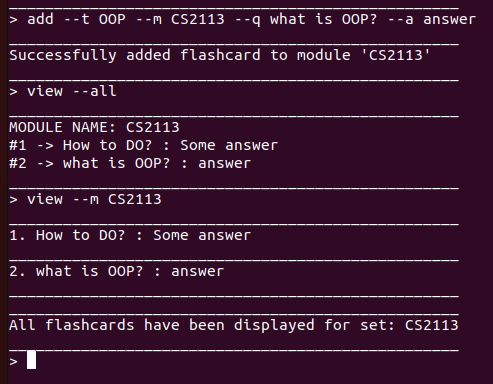 > add --t OOP --m CS2113 --q what is OOP? --a answer
Successfully added flashcard to module 'CS2113'
> view --all
MODULE NAME: CS2113
#1 -> How to DO? : Some answer
#2 -> what is OOP? : answer
> view --m CS2113
1. How to DO? : Some answer
2. what is OOP? : answer
All flashcards have been displayed for set: CS2113
>